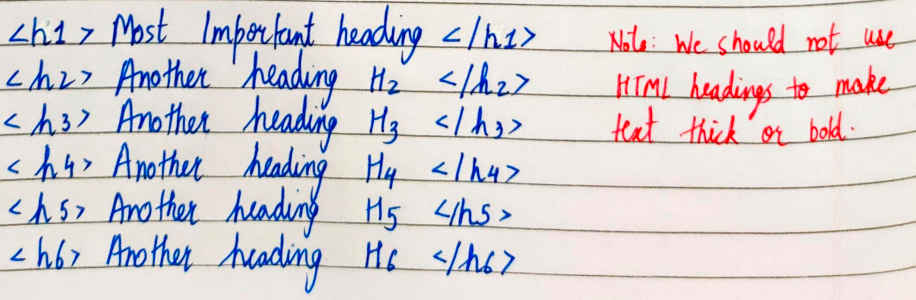 <h1> Most Important heading </h1>
<h2> Another heading H2 </h2>
<h3> Another heading H3 </h3>
<h4> Another heading H4 </h4>
<h5> Another heading H5 </h5>
<h6> Another heading H6 </h6>
Note: We should not use
HTML headings to make
text thick or bold.